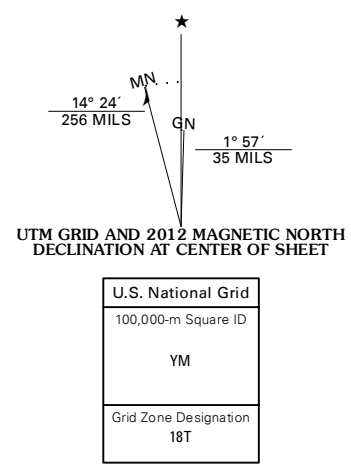 ★
MN
14° 24´
256 MILS
GN
1° 57´
35 MILS
UTM GRID AND 2012 MAGNETIC NORTH
DECLINATION AT CENTER OF SHEET
U.S. National Grid
100,000-m Square ID
YM
Grid Zone Designation
18T